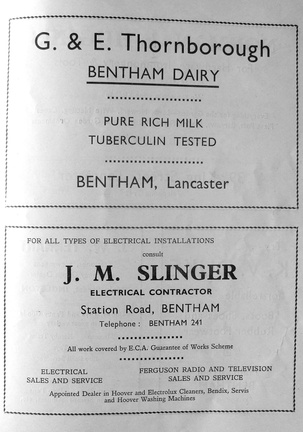 G. & E. Thornborough
BENTHAM DAIRY
PURE RICH MILK
TUBERCULIN TESTED
BENTHAM, Lancaster
FOR ALL TYPES OF ELECTRICAL INSTALLATIONS
consult
J. M. SLINGER
ELECTRICAL CONTRACTOR
Station Road, BENTHAM
Telephone: BENTHAM 241
All work covered by E.C.A. Guarantee of Works Scheme
ELECTRICAL SALES AND SERVICE
FERGUSON RADIO AND TELEVISION SALES AND SERVICE
Appointed Dealer in Hoover and Electrolux Cleaners, Bendix, Servis
and Hoover Washing Machines